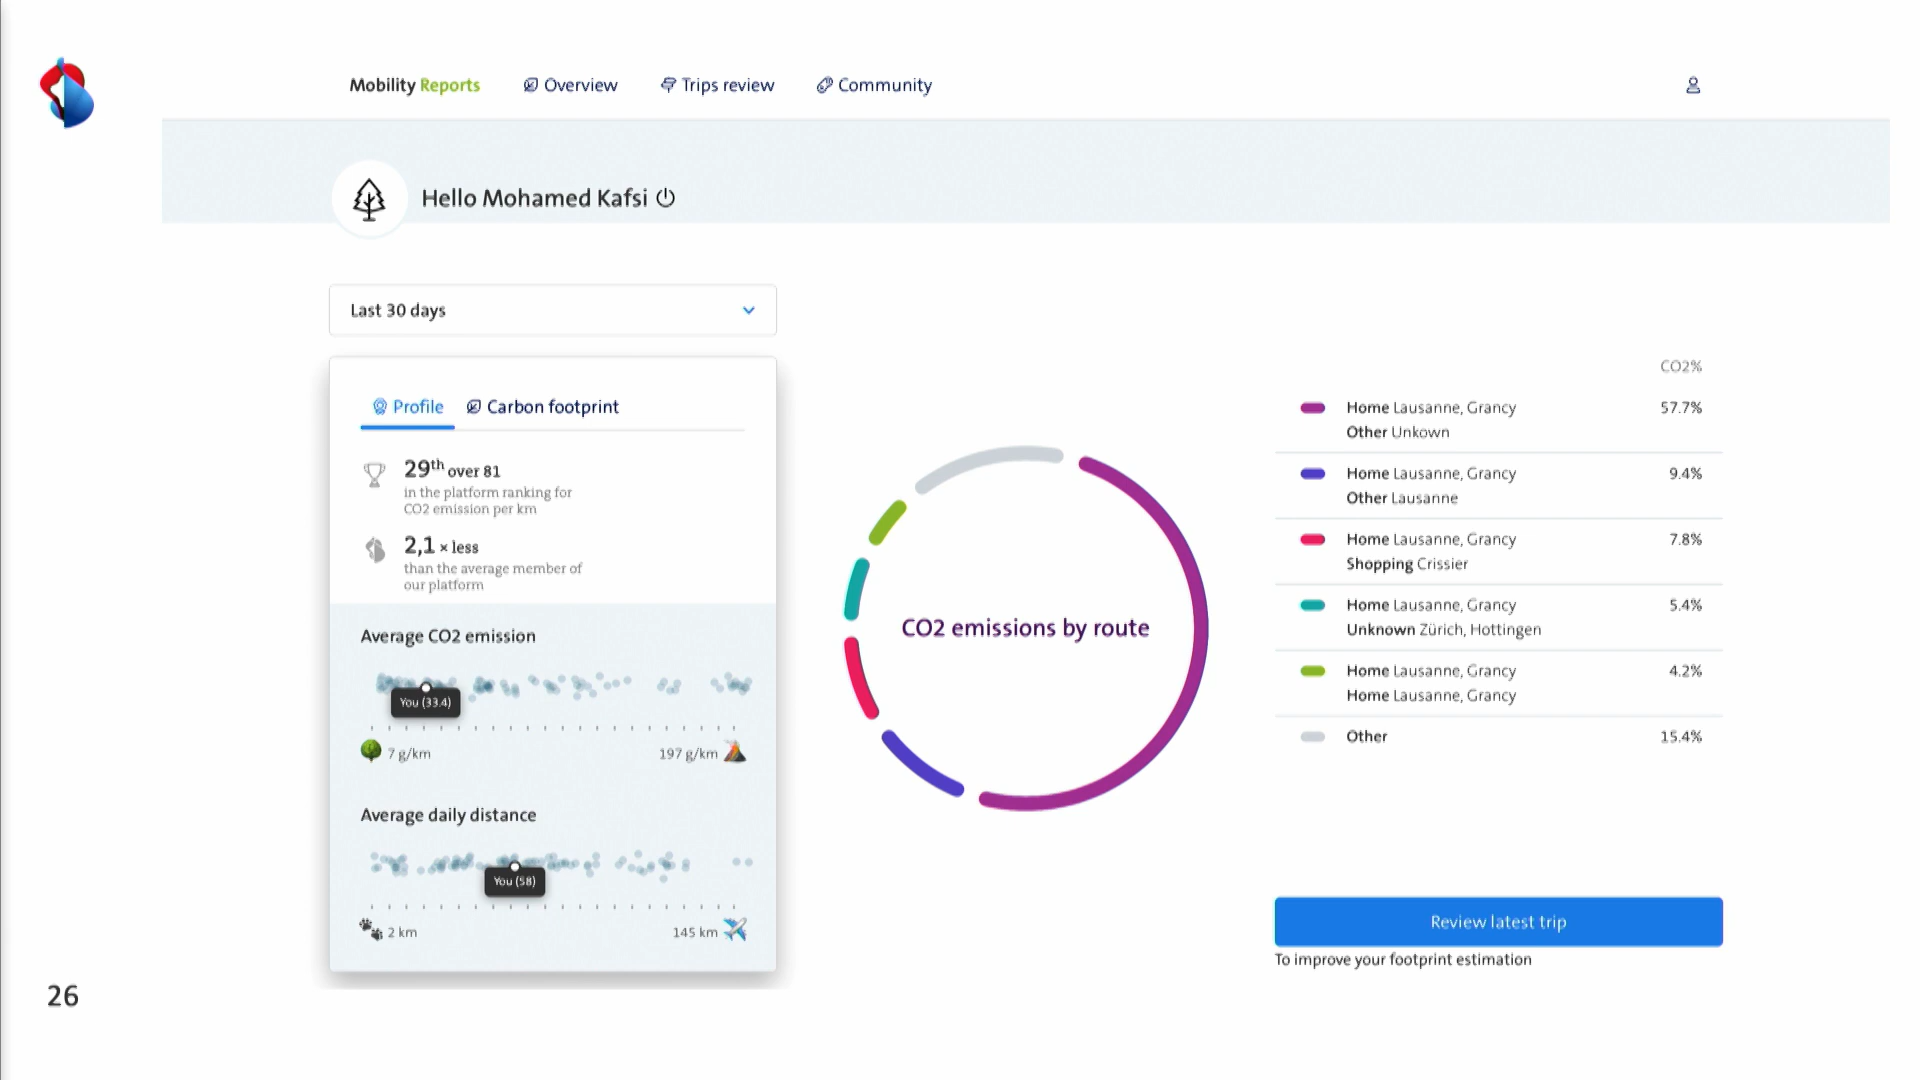 Mobility Reports
Overview
Trips review
Community
Hello Mohamed Kafsi
Last 30 days
Profile
Carbon footprint
29th over 81
in the platform ranking for
CO2 emission per km
2,1 × less
than the average member of
our platform
Average CO2 emission
You (33.4)
7 g/km
197 g/km
Average daily distance
You (58)
2 km
145 km
CO2 emissions by route
CO2%
Home Lausanne, Grancy
57.7%
Other Unkown
Home Lausanne, Grancy
9.4%
Other Lausanne
Home Lausanne, Grancy
7.8%
Shopping Crissier
Home Lausanne, Grancy
5.4%
Unknown Zürich, Hottingen
Home Lausanne, Grancy
4.2%
Home Lausanne, Grancy
Other
15.4%
Review latest trip
To improve your footprint estimation
26